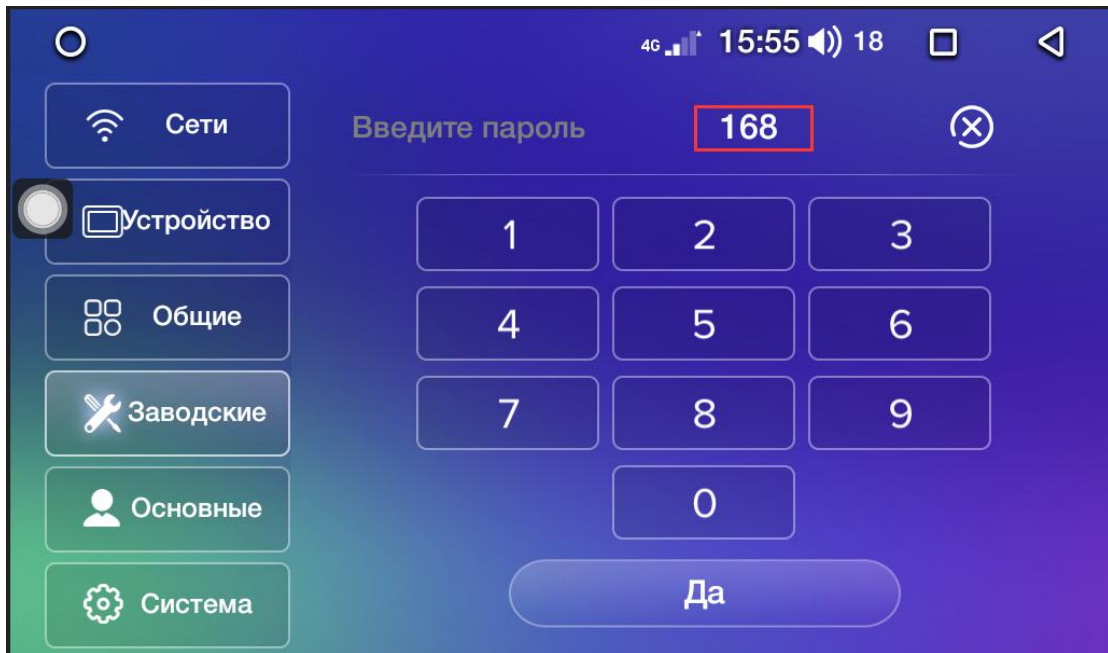 4G 15:55 18
Сети
Введите пароль 168
Устройство
1 2 3
Общие
4 5 6
Заводские
7 8 9
Основные
0
Система
Да